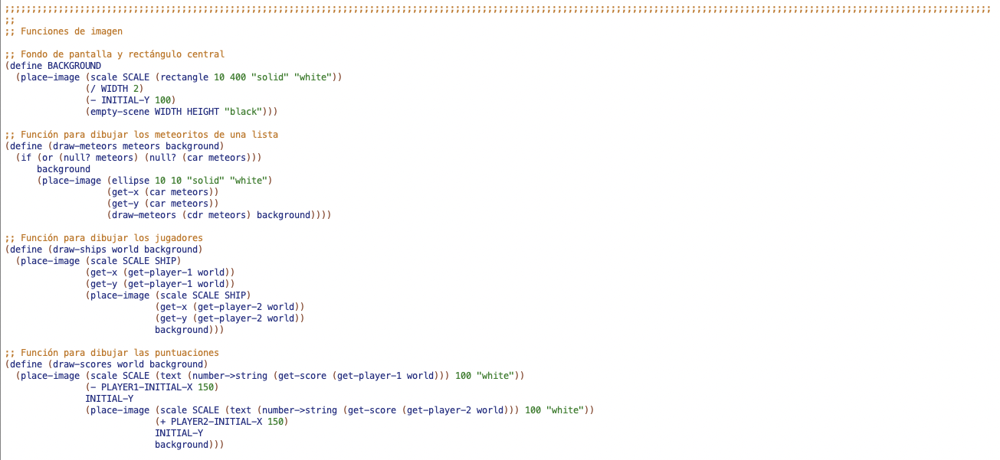 ;;;;;;;;;;;;;;;;;;;;;;;;;;;;;;;;;;;;;;;;;;;;;;;;;;;;;;;;;;;;;;;;;;;;;;;;;;;;;;;;;;;;;;;;;;;;;;;;;;;;;;;;;;;;;;;;;;;;;;;;;;;;;;;;;;;;;;;;;;;;;;;;;;;;;;;;;;;;;;;;;;;;;;;;;;;;;;;;;;;;;;;;
;;
;; Funciones de imagen

;; Fondo de pantalla y rectángulo central
(define BACKGROUND
  (place-image (scale SCALE (rectangle 10 400 "solid" "white"))
               (/ WIDTH 2)
               (- INITIAL-Y 100)
               (empty-scene WIDTH HEIGHT "black")))

;; Función para dibujar los meteoritos de una lista
(define (draw-meteors meteors background)
  (if (or (null? meteors) (null? (car meteors)))
      background
      (place-image (ellipse 10 10 "solid" "white")
                   (get-x (car meteors))
                   (get-y (car meteors))
                   (draw-meteors (cdr meteors) background))))

;; Función para dibujar los jugadores
(define (draw-ships world background)
  (place-image (scale SCALE SHIP)
               (get-x (get-player-1 world))
               (get-y (get-player-1 world))
               (place-image (scale SCALE SHIP)
                            (get-x (get-player-2 world))
                            (get-y (get-player-2 world))
                            background)))

;; Función para dibujar las puntuaciones
(define (draw-scores world background)
  (place-image (scale SCALE (text (number->string (get-score (get-player-1 world))) 100 "white"))
               (- PLAYER1-INITIAL-X 150)
               INITIAL-Y
               (place-image (scale SCALE (text (number->string (get-score (get-player-2 world))) 100 "white"))
                            (+ PLAYER2-INITIAL-X 150)
                            INITIAL-Y
                            background)))